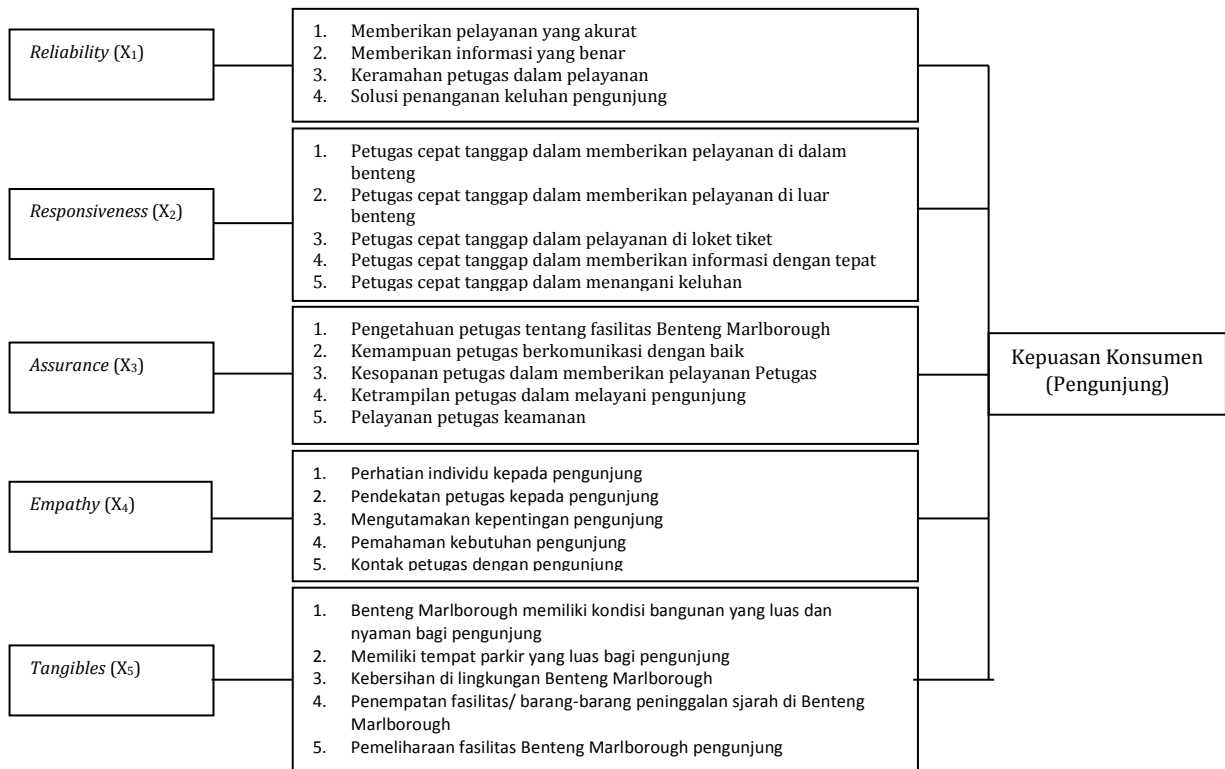 Reliability (X₁)
1. Memberikan pelayanan yang akurat
2. Memberikan informasi yang benar
3. Keramahan petugas dalam pelayanan
4. Solusi penanganan keluhan pengunjung
Responsiveness (X₂)
1. Petugas cepat tanggap dalam memberikan pelayanan di dalam
benteng
2. Petugas cepat tanggap dalam memberikan pelayanan di luar
benteng
3. Petugas cepat tanggap dalam pelayanan di loket tiket
4. Petugas cepat tanggap dalam memberikan informasi dengan tepat
5. Petugas cepat tanggap dalam menangani keluhan
Assurance (X₃)
1. Pengetahuan petugas tentang fasilitas Benteng Marlborough
2. Kemampuan petugas berkomunikasi dengan baik
3. Kesopanan petugas dalam memberikan pelayanan Petugas
4. Ketrampilan petugas dalam melayani pengunjung
5. Pelayanan petugas keamanan
Empathy (X₄)
1. Perhatian individu kepada pengunjung
2. Pendekatan petugas kepada pengunjung
3. Mengutamakan kepentingan pengunjung
4. Pemahaman kebutuhan pengunjung
5. Kontak petugas dengan pengunjung
Tangibles (X₅)
1. Benteng Marlborough memiliki kondisi bangunan yang luas dan
nyaman bagi pengunjung
2. Memiliki tempat parkir yang luas bagi pengunjung
3. Kebersihan di lingkungan Benteng Marlborough
4. Penempatan fasilitas/ barang-barang peninggalan sjarah di Benteng
Marlborough
5. Pemeliharaan fasilitas Benteng Marlborough pengunjung
Kepuasan Konsumen
(Pengunjung)